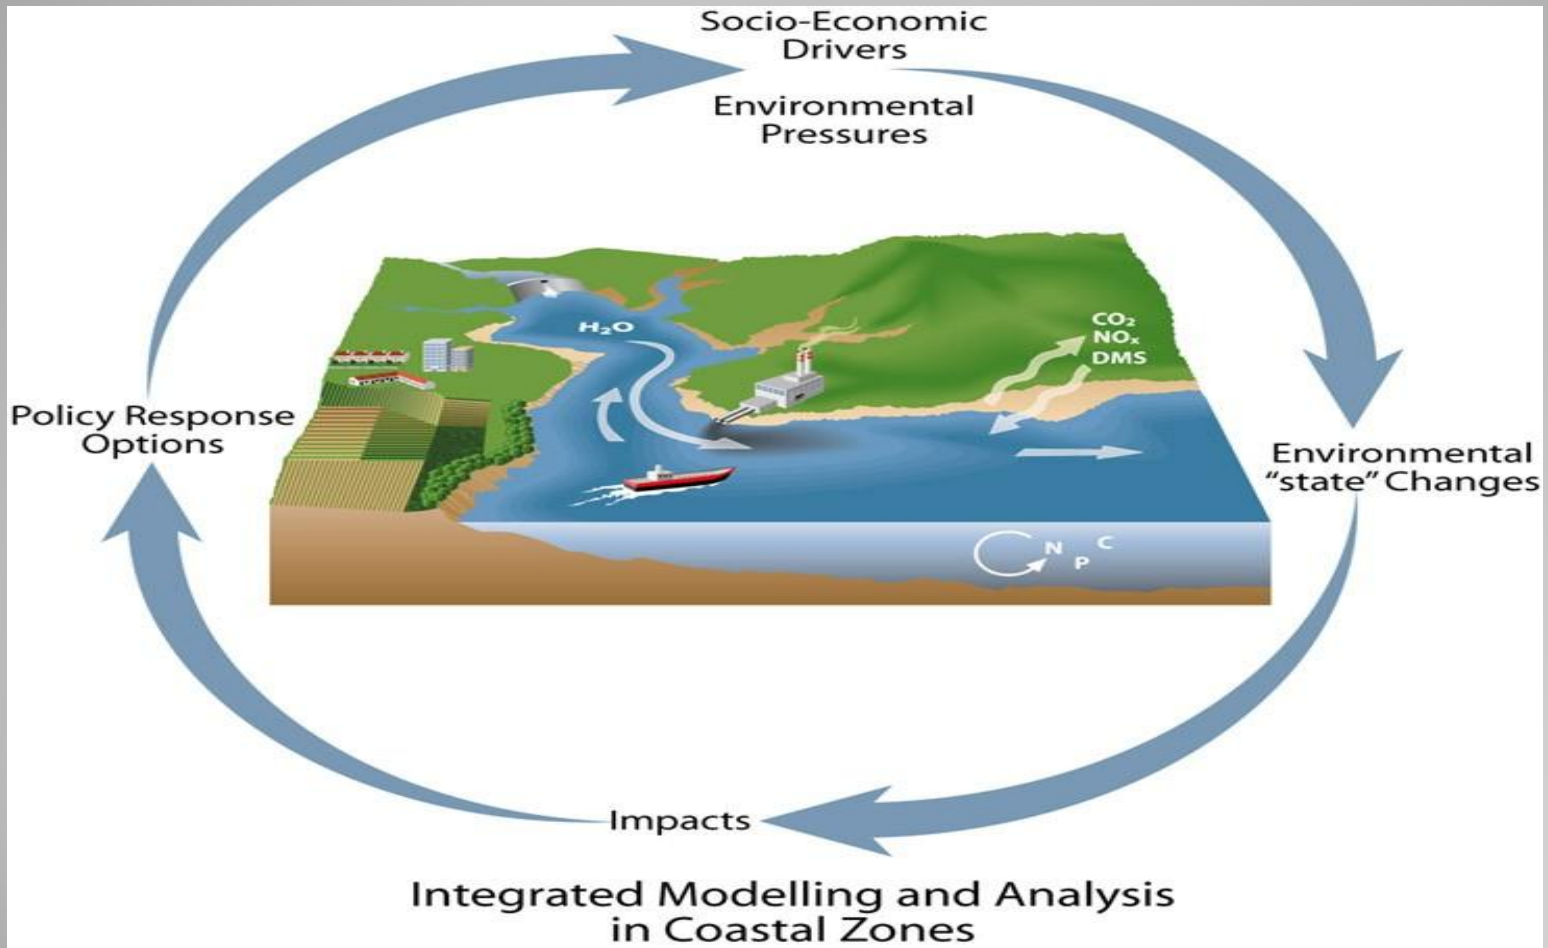 Socio-Economic
Drivers
Environmental
Pressures
H₂O
CO₂
NOₓ
DMS
Policy Response
Options
Environmental
“state” Changes
N C
P
Impacts
Integrated Modelling and Analysis
in Coastal Zones